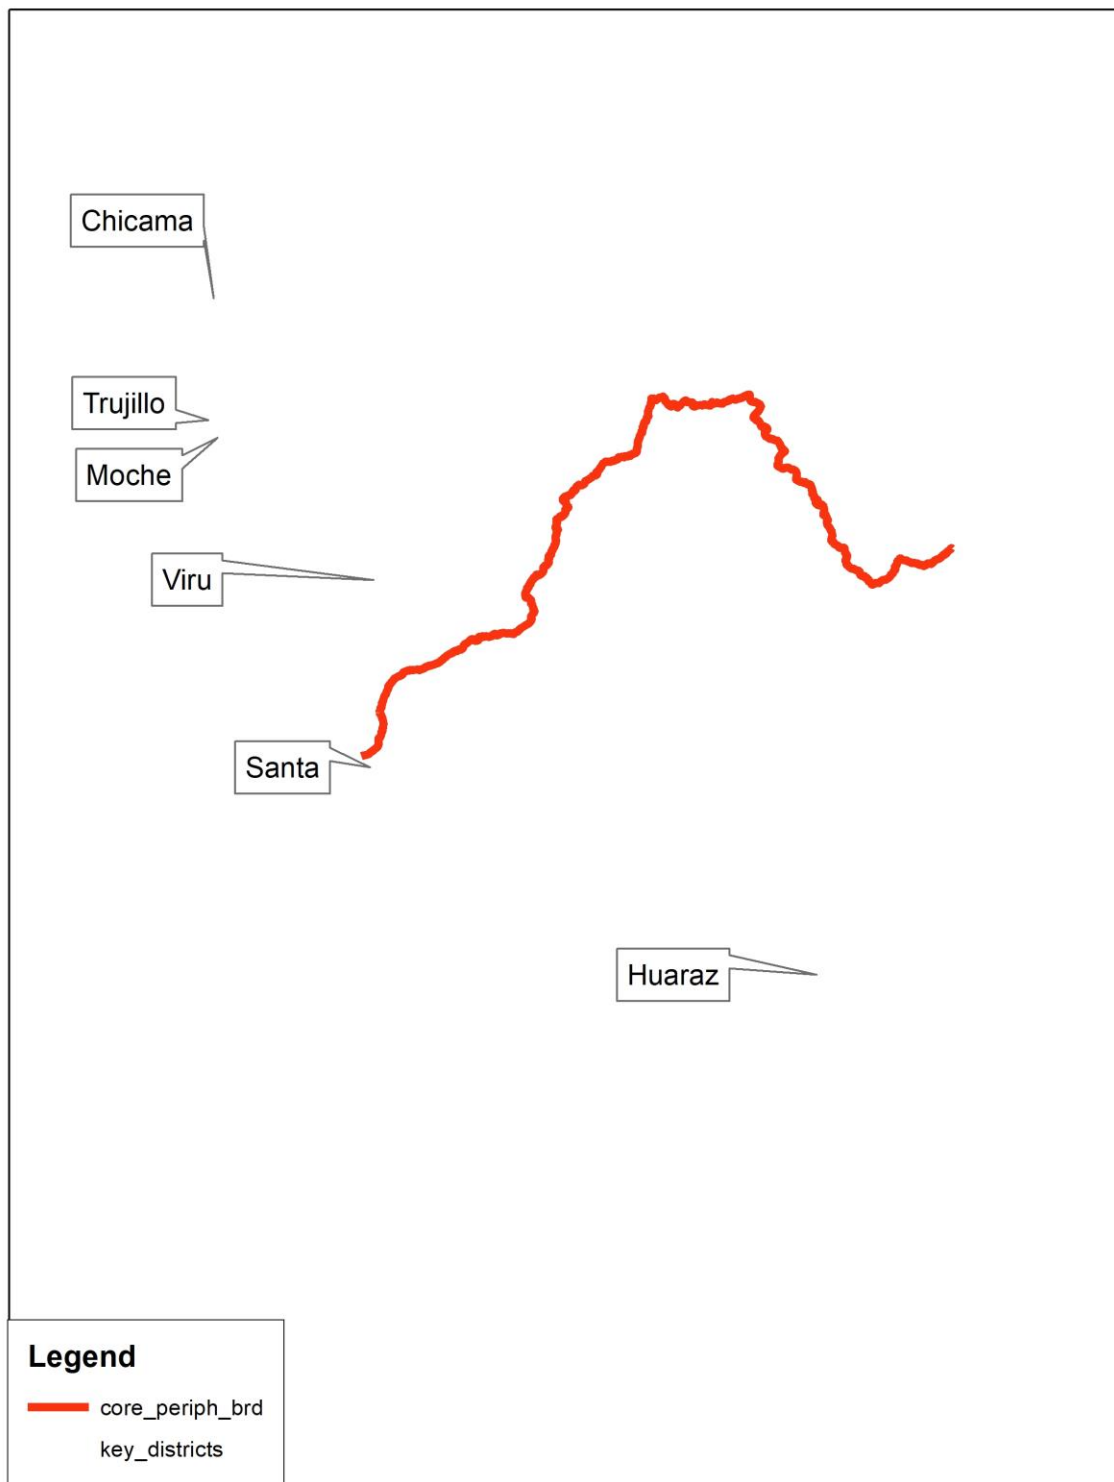 Chicama
Trujillo
Moche
Viru
Santa
Huaraz
Legend
core_periph_brd
key_districts